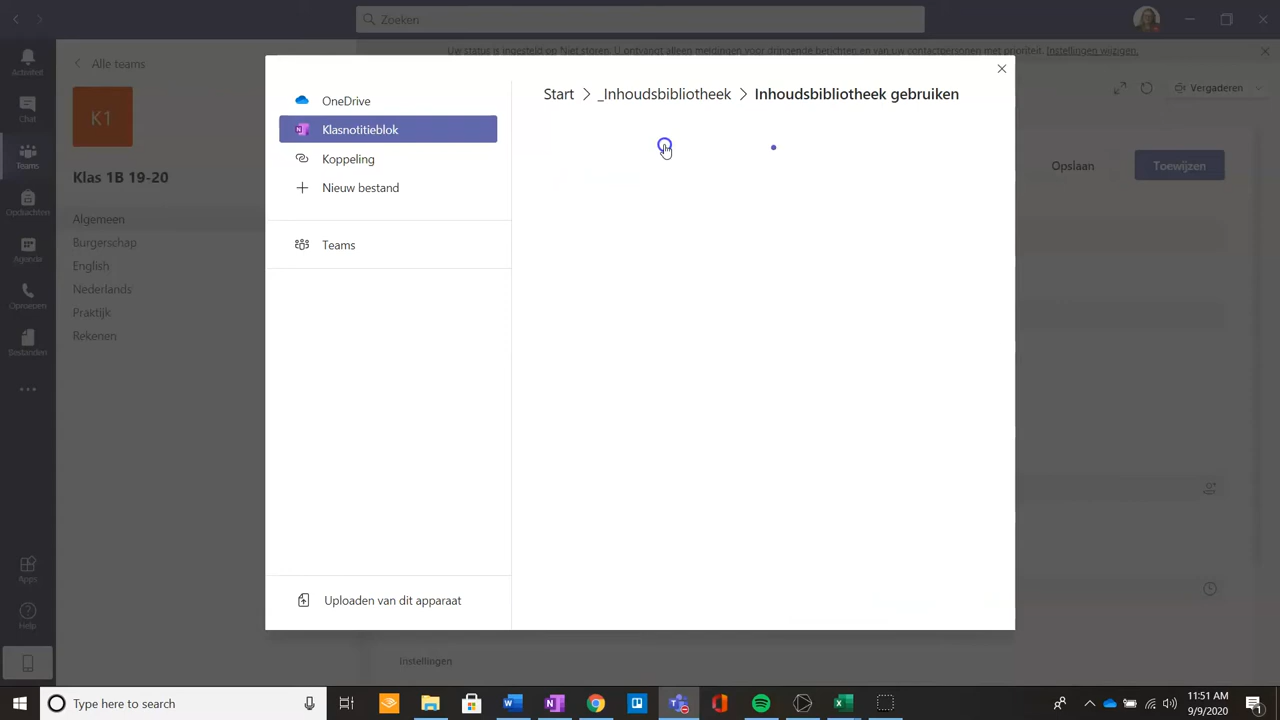 Zoeken
Uw status is ingesteld op Niet storen. U ontvangt alleen meldingen voor dringende berichten en van uw contactpersonen met prioriteit. Instellingen wijzigen.
Activiteit
Chat
Teams
Opdrachten
Agenda
Oproepen
Bestanden
Apps
Help
Alle teams
K1
Klas 1B 19-20
Algemeen
Burgerschap
English
Nederlands
Praktijk
Rekenen
OneDrive
Klasnotitieblok
Koppeling
Nieuw bestand
Teams
Uploaden van dit apparaat
Start > _Inhoudsbibliotheek > Inhoudsbibliotheek gebruiken
Vergaderen
Opslaan
Toewijzen
Instellingen
Type here to search
11:51 AM
9/9/2020